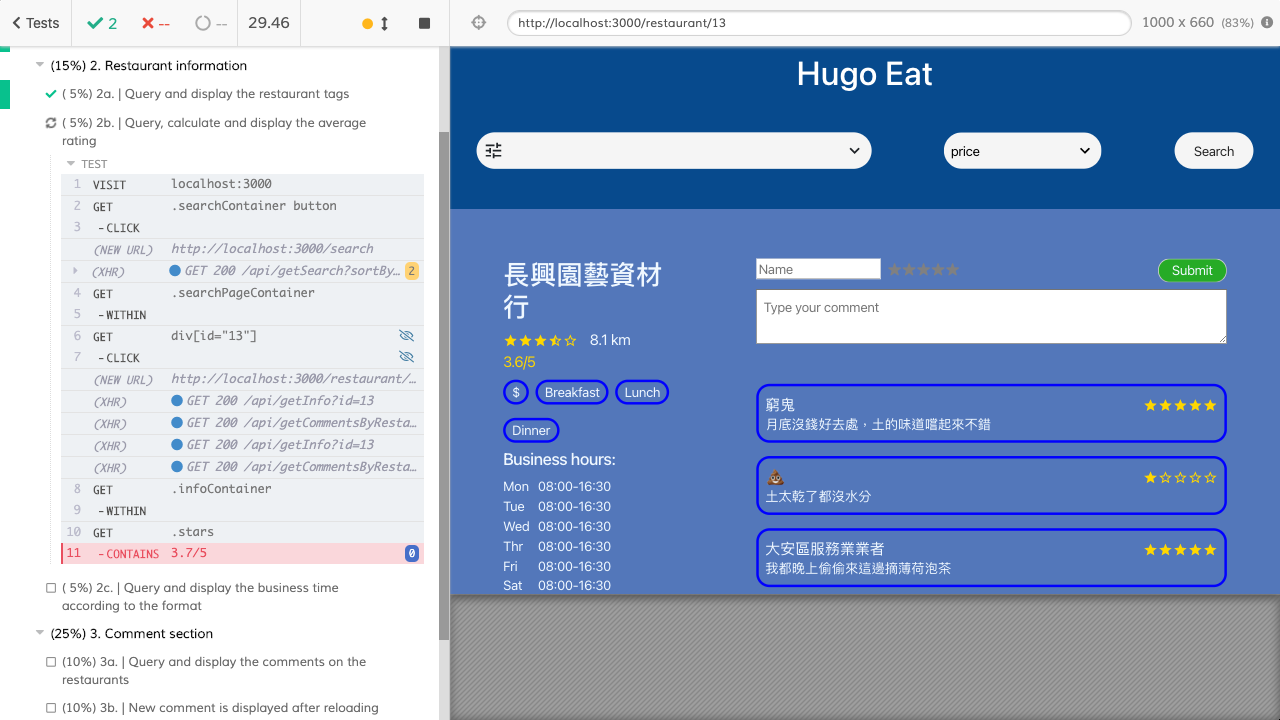 Tests
2
--
--
29.46
http://localhost:3000/restaurant/13
1000 x 660 (83%)
(15%) 2. Restaurant information
( 5%) 2a. | Query and display the restaurant tags
( 5%) 2b. | Query, calculate and display the average
rating
TEST
1 VISIT localhost:3000
2 GET .searchContainer button
3 -CLICK
(NEW URL) http://localhost:3000/search
(XHR) GET 200 /api/getSearch?sortBy… 2
4 GET .searchPageContainer
5 -WITHIN
6 GET div[id="13"]
7 -CLICK
(NEW URL) http://localhost:3000/restaurant/…
(XHR) GET 200 /api/getInfo?id=13
(XHR) GET 200 /api/getCommentsByResta…
(XHR) GET 200 /api/getInfo?id=13
(XHR) GET 200 /api/getCommentsByResta…
8 GET .infoContainer
9 -WITHIN
10 GET .stars
11 -CONTAINS 3.7/5 0
( 5%) 2c. | Query and display the business time
according to the format
(25%) 3. Comment section
(10%) 3a. | Query and display the comments on the
restaurants
(10%) 3b. | New comment is displayed after reloading
Hugo Eat
price
Search
長興園藝資材
行
8.1 km
3.6/5
$ Breakfast Lunch
Dinner
Business hours:
Mon 08:00-16:30
Tue 08:00-16:30
Wed 08:00-16:30
Thr 08:00-16:30
Fri 08:00-16:30
Sat 08:00-16:30
Name
Submit
Type your comment
窮鬼
月底沒錢好去處，土的味道嚐起來不錯
💩
土太乾了都沒水分
大安區服務業業者
我都晚上偷偷來這邊摘薄荷泡茶